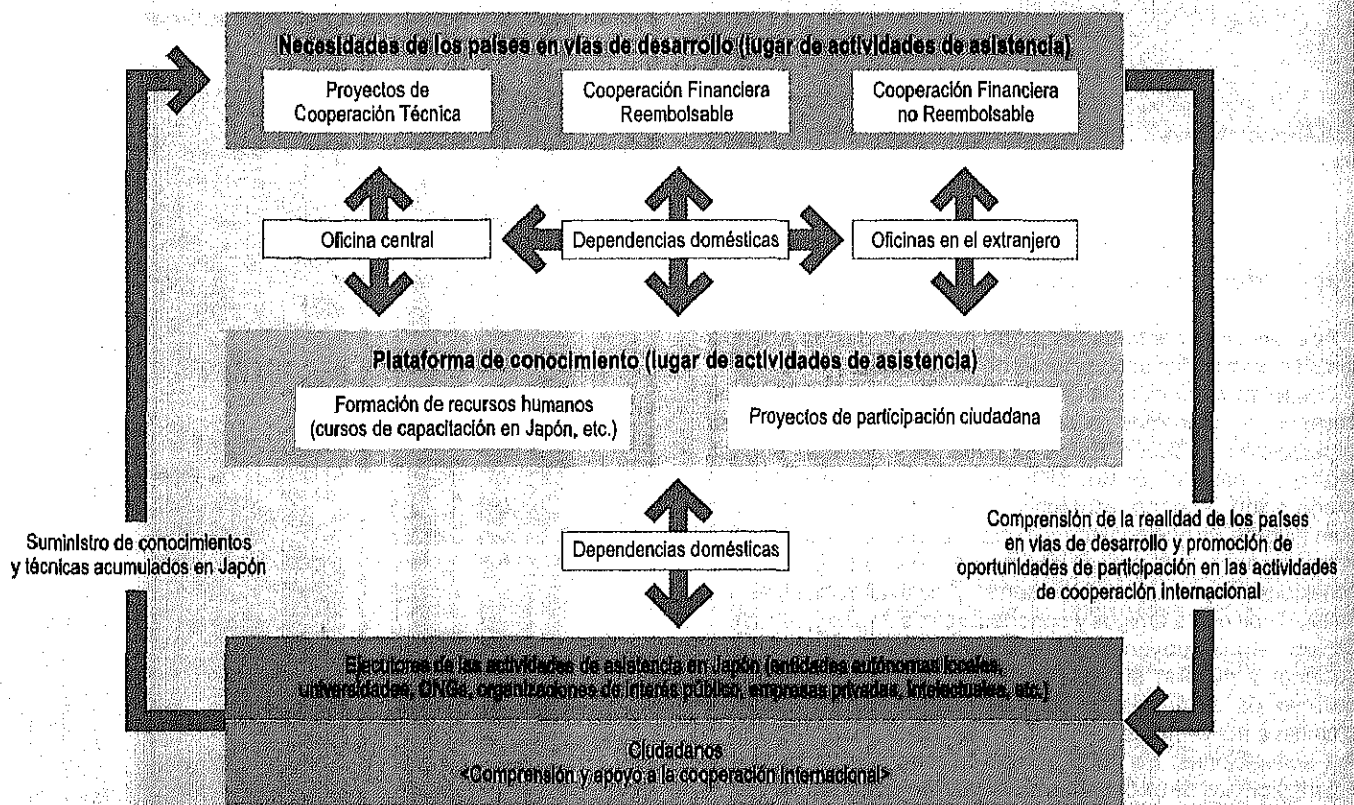 Necesidades de los países en vías de desarrollo (lugar de actividades de asistencia)
Proyectos de
Cooperación Técnica
Cooperación Financiera
Reembolsable
Cooperación Financiera
no Reembolsable
Oficina central
Dependencias domésticas
Oficinas en el extranjero
Plataforma de conocimiento (lugar de actividades de asistencia)
Formación de recursos humanos
(cursos de capacitación en Japón, etc.)
Proyectos de participación ciudadana
Suministro de conocimientos
y técnicas acumulados en Japón
Dependencias domésticas
Comprensión de la realidad de los países
en vías de desarrollo y promoción de
oportunidades de participación en las actividades
de cooperación internacional
Ejecutores de las actividades de asistencia en Japón (entidades autónomas locales,
universidades, ONGs, organizaciones de interés público, empresas privadas, intelectuales, etc.)
Ciudadanos
<Comprensión y apoyo a la cooperación internacional>